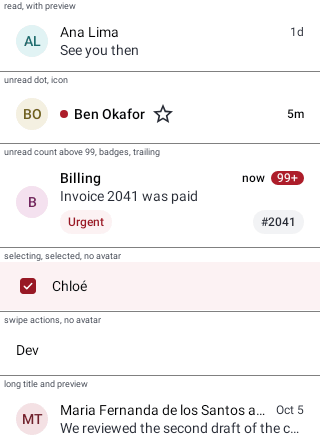 read, with preview
AL
Ana Lima
1d
See you then
unread dot, icon
BO
Ben Okafor
5m
unread count above 99, badges, trailing
B
Billing
now
99+
Invoice 2041 was paid
Urgent
#2041
selecting, selected, no avatar
Chloé
swipe actions, no avatar
Dev
long title and preview
MT
Maria Fernanda de los Santos a…
Oct 5
We reviewed the second draft of the c…